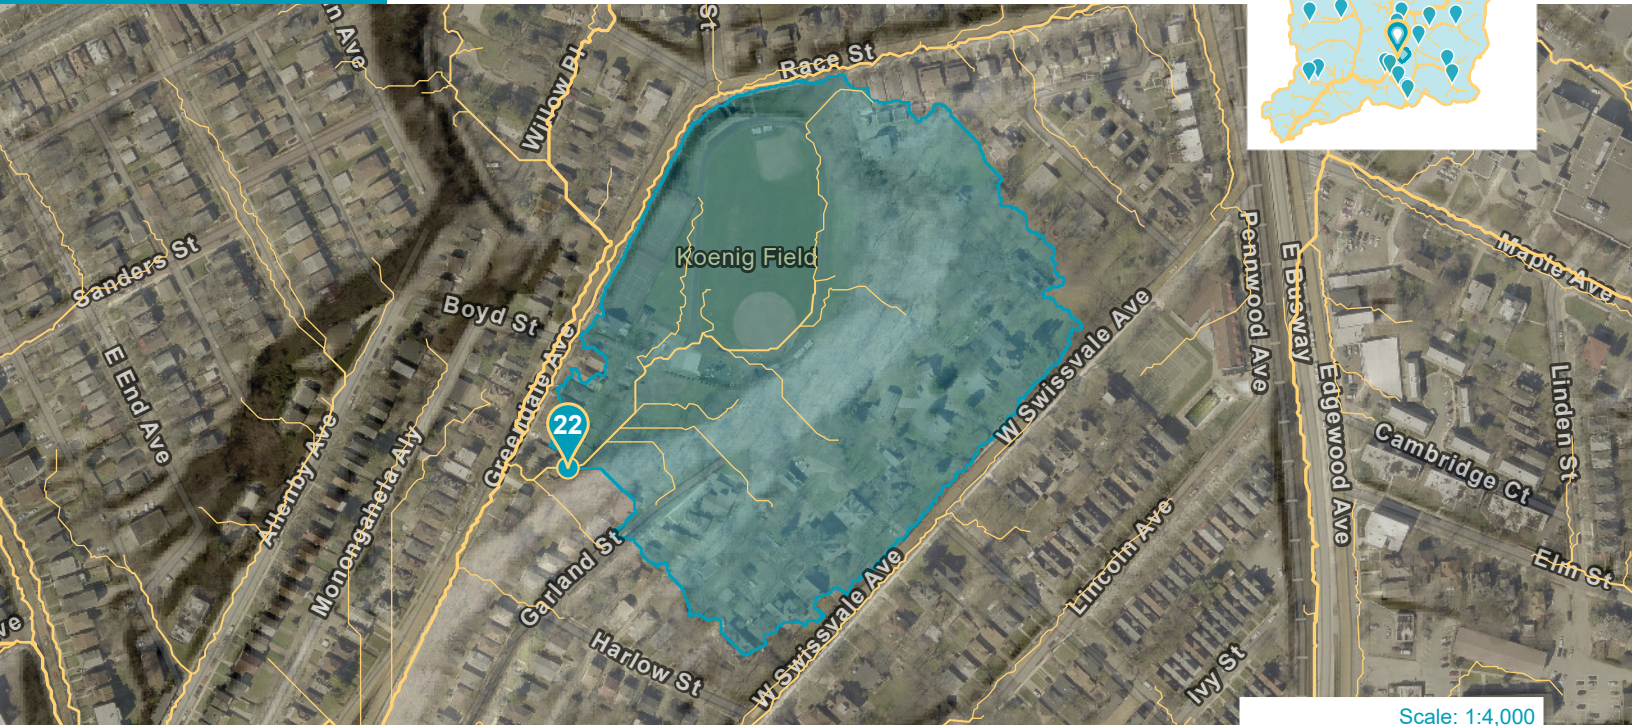 St
Race St
Willow Pl
Koenig Field
Sanders St
Boyd St
Maple Ave
Pennwood Ave
E Busway
E End Ave
Greendale Ave
W Swissvale Ave
Edgewood Ave
Linden St
22
Allenby Ave
Monongahela Aly
Cambridge Ct
Garland St
Lincoln Ave
Elm St
W Swissvale Ave
Harlow St
Ivy St
Scale: 1:4,000